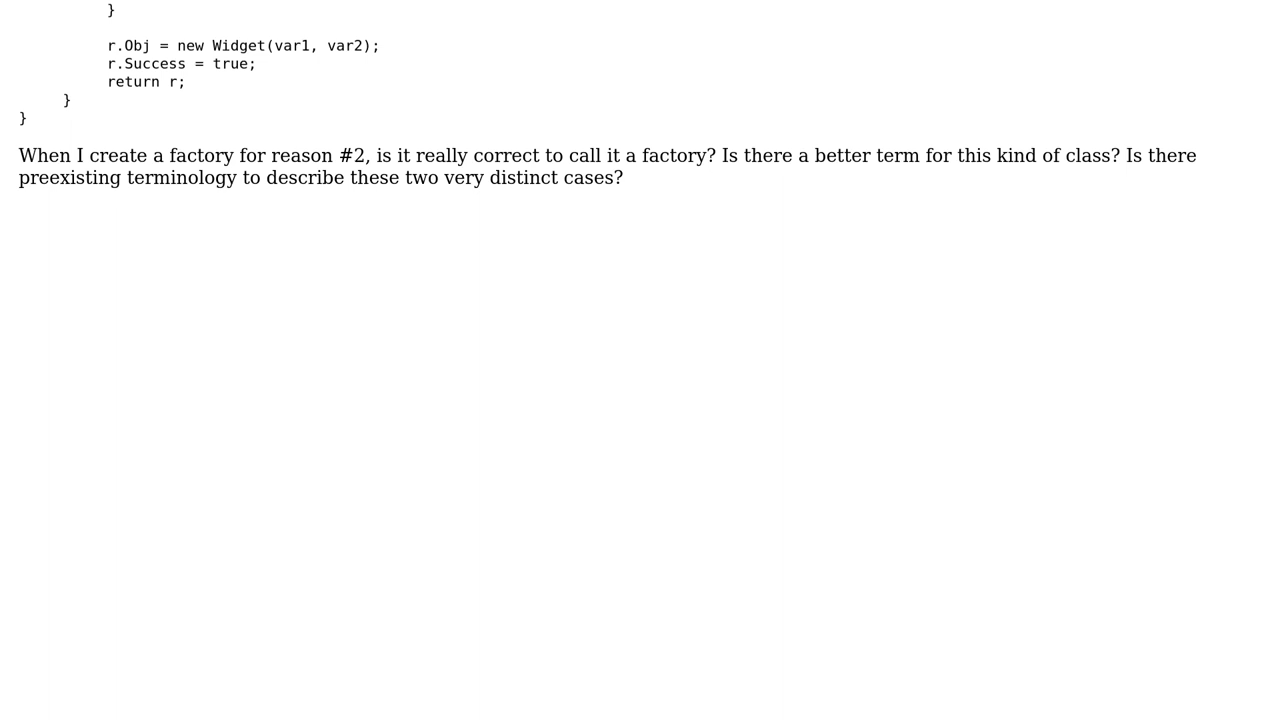 }
r.Obj = new Widget(var1, var2);
r.Success = true;
return r;
}
}
When I create a factory for reason #2, is it really correct to call it a factory? Is there a better term for this kind of class? Is there
preexisting terminology to describe these two very distinct cases?